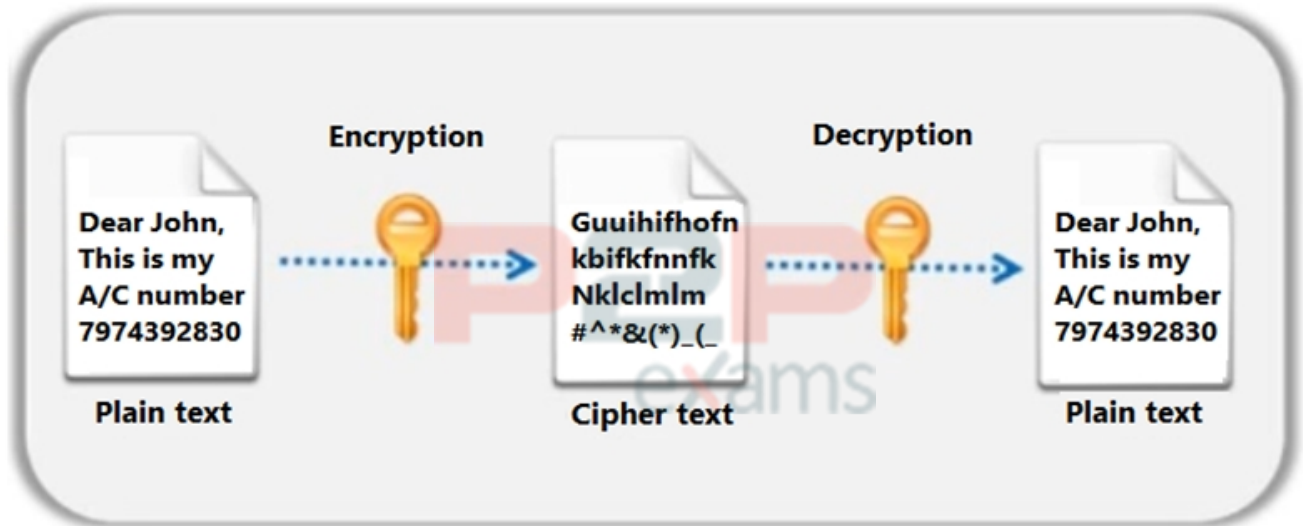 Encryption
Decryption
Dear John,
This is my
A/C number
7974392830
Plain text
Guuihifhofn
kbifkfnnfk
Nklclmlm
#^*&(*)_(_
Cipher text
Dear John,
This is my
A/C number
7974392830
Plain text
P2P
exams